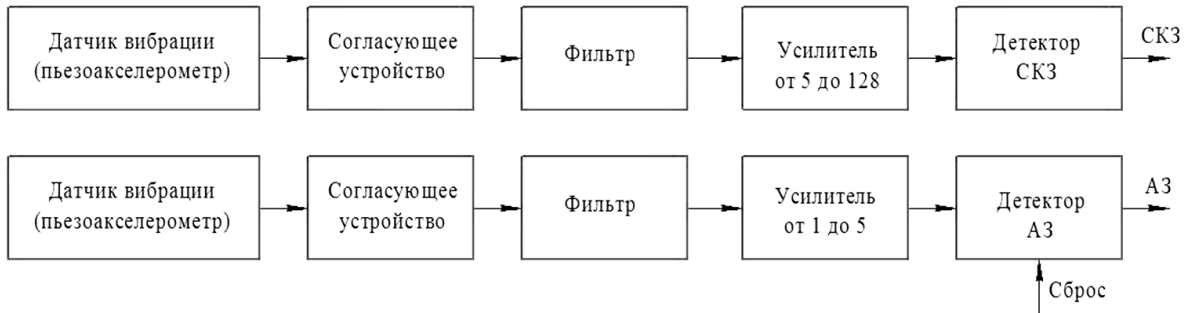 Датчик вибрации
(пьезоакселерометр)
Согласующее
устройство
Фильтр
Усилитель
от 5 до 128
Детектор
СКЗ
СКЗ
Датчик вибрации
(пьезоакселерометр)
Согласующее
устройство
Фильтр
Усилитель
от 1 до 5
Детектор
АЗ
АЗ
Сброс